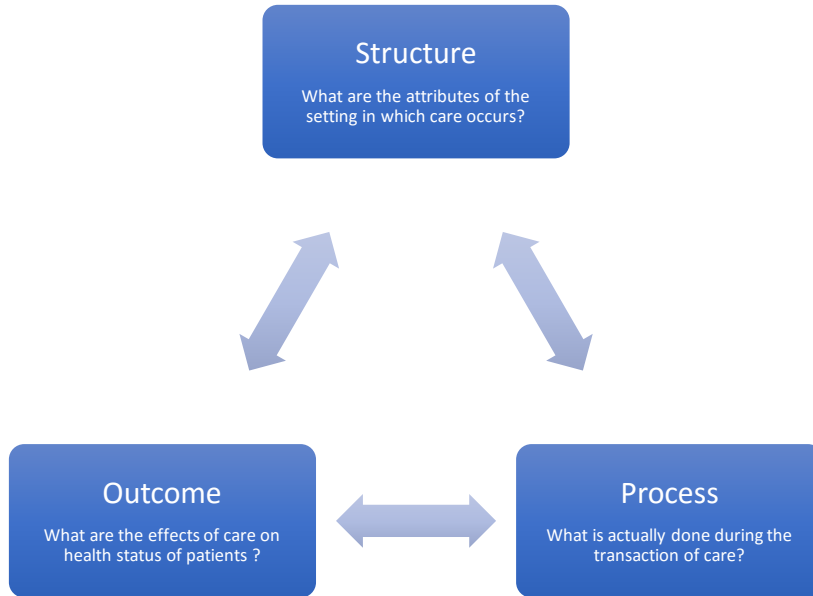 Structure
What are the attributes of the
setting in which care occurs?
Outcome
What are the effects of care on
health status of patients ?
Process
What is actually done during the
transaction of care?